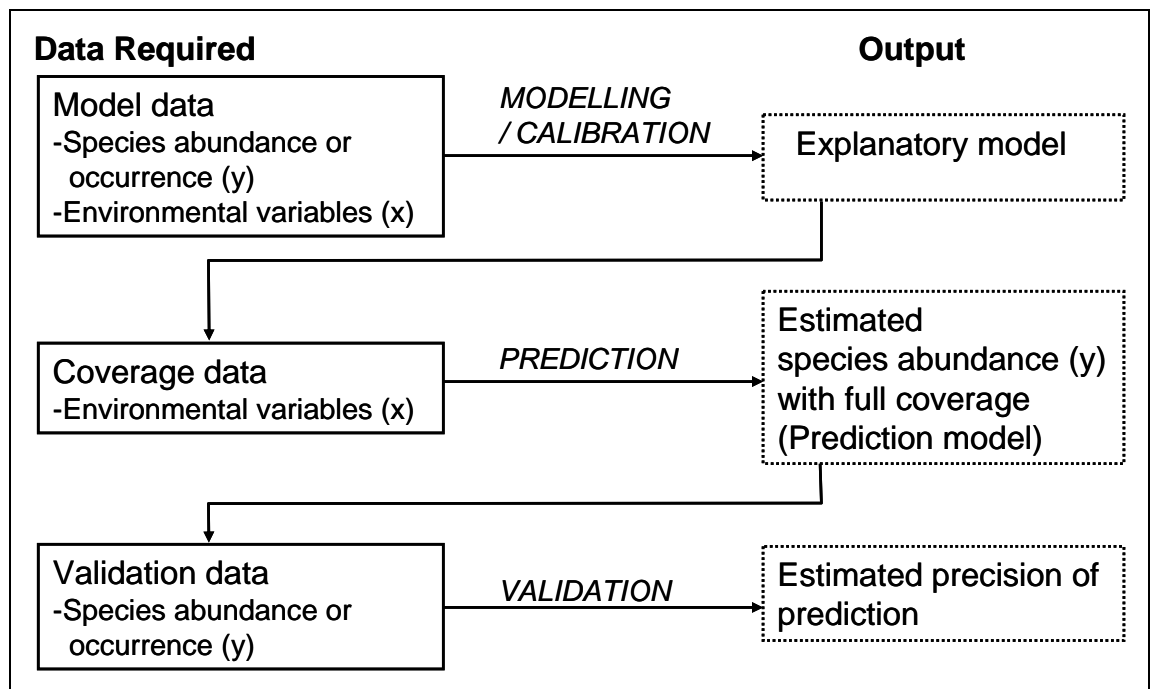 Data Required
Output
Model data
-Species abundance or
occurrence (y)
-Environmental variables (x)
MODELLING
/ CALIBRATION
Explanatory model
Coverage data
-Environmental variables (x)
PREDICTION
Estimated
species abundance (y)
with full coverage
(Prediction model)
Validation data
-Species abundance or
occurrence (y)
VALIDATION
Estimated precision of
prediction